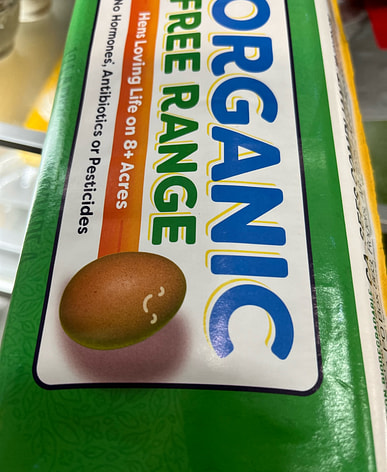 ORGANIC
FREE RANGE
Hens Loving Life on 8+ Acres
No Hormones, Antibiotics or Pesticides